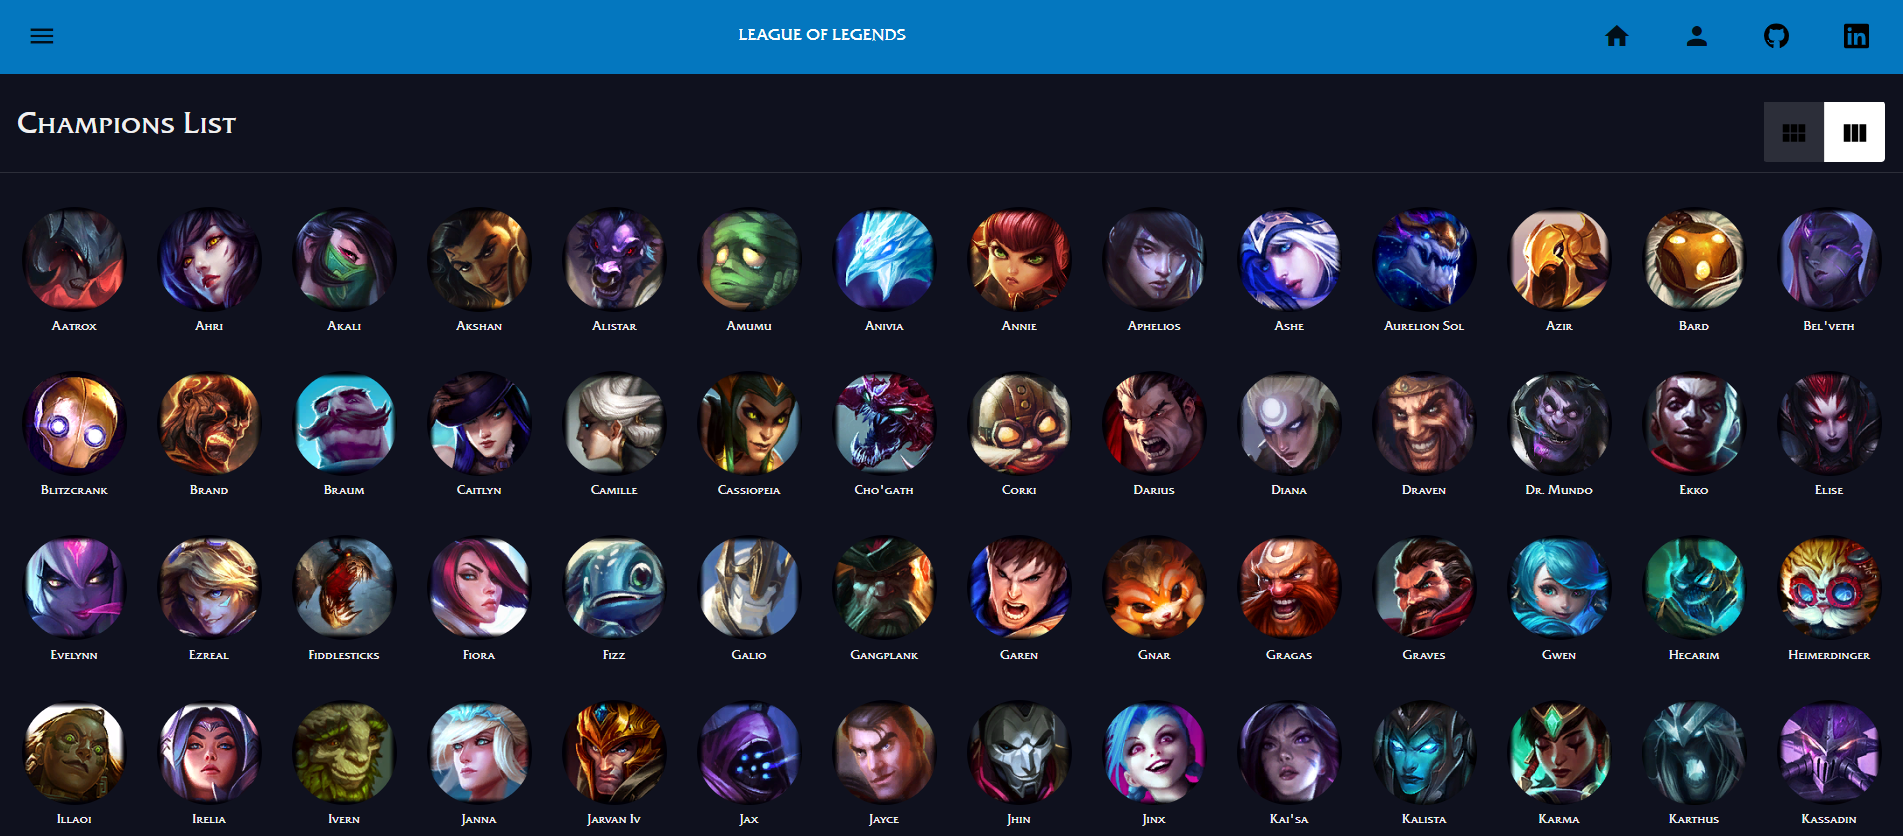 LEAGUE OF LEGENDS
in
Champions List
Aatrox Ahri Akali Akshan Alistar Amumu Anivia Annie Aphelios Ashe Aurelion Sol Azir Bard Bel'veth
Blitzcrank Brand Braum Caitlyn Camille Cassiopeia Cho'gath Corki Darius Diana Draven Dr. Mundo Ekko Elise
Evelynn Ezreal Fiddlesticks Fiora Fizz Galio Gangplank Garen Gnar Gragas Graves Gwen Hecarim Heimerdinger
Illaoi Irelia Ivern Janna Jarvan Iv Jax Jayce Jhin Jinx Kai'sa Kalista Karma Karthus Kassadin